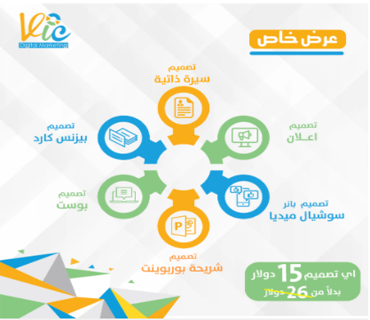 Vic
Digital Marketing
عرض خاص
تصميم
سيرة ذاتية
تصميم
اعلان
تصميم
بيزنس كارد
تصميم بانر
سوشيال ميديا
تصميم
بوست
تصميم
شريحة بوربوينت
اي تصميم 15 دولار
بدلاً من 26 دولار